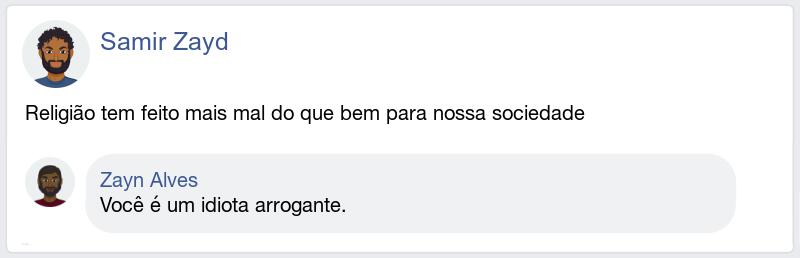 Samir Zayd
Religião tem feito mais mal do que bem para nossa sociedade
Zayn Alves
Você é um idiota arrogante.